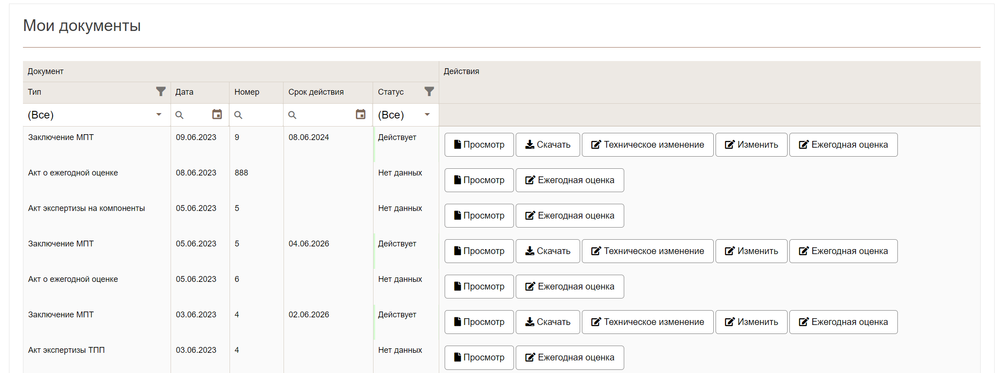 Мои документы
Документ Действия
Тип Дата Номер Срок действия Статус
(Все) (Все)
Заключение МПТ 09.06.2023 9 08.06.2024 Действует Просмотр Скачать Техническое изменение Изменить Ежегодная оценка
Акт о ежегодной оценке 08.06.2023 888 Нет данных Просмотр Ежегодная оценка
Акт экспертизы на компоненты 05.06.2023 5 Нет данных Просмотр Ежегодная оценка
Заключение МПТ 05.06.2023 5 04.06.2026 Действует Просмотр Скачать Техническое изменение Изменить Ежегодная оценка
Акт о ежегодной оценке 05.06.2023 6 Нет данных Просмотр Ежегодная оценка
Заключение МПТ 03.06.2023 4 02.06.2026 Действует Просмотр Скачать Техническое изменение Изменить Ежегодная оценка
Акт экспертизы ТПП 03.06.2023 4 Нет данных Просмотр Ежегодная оценка